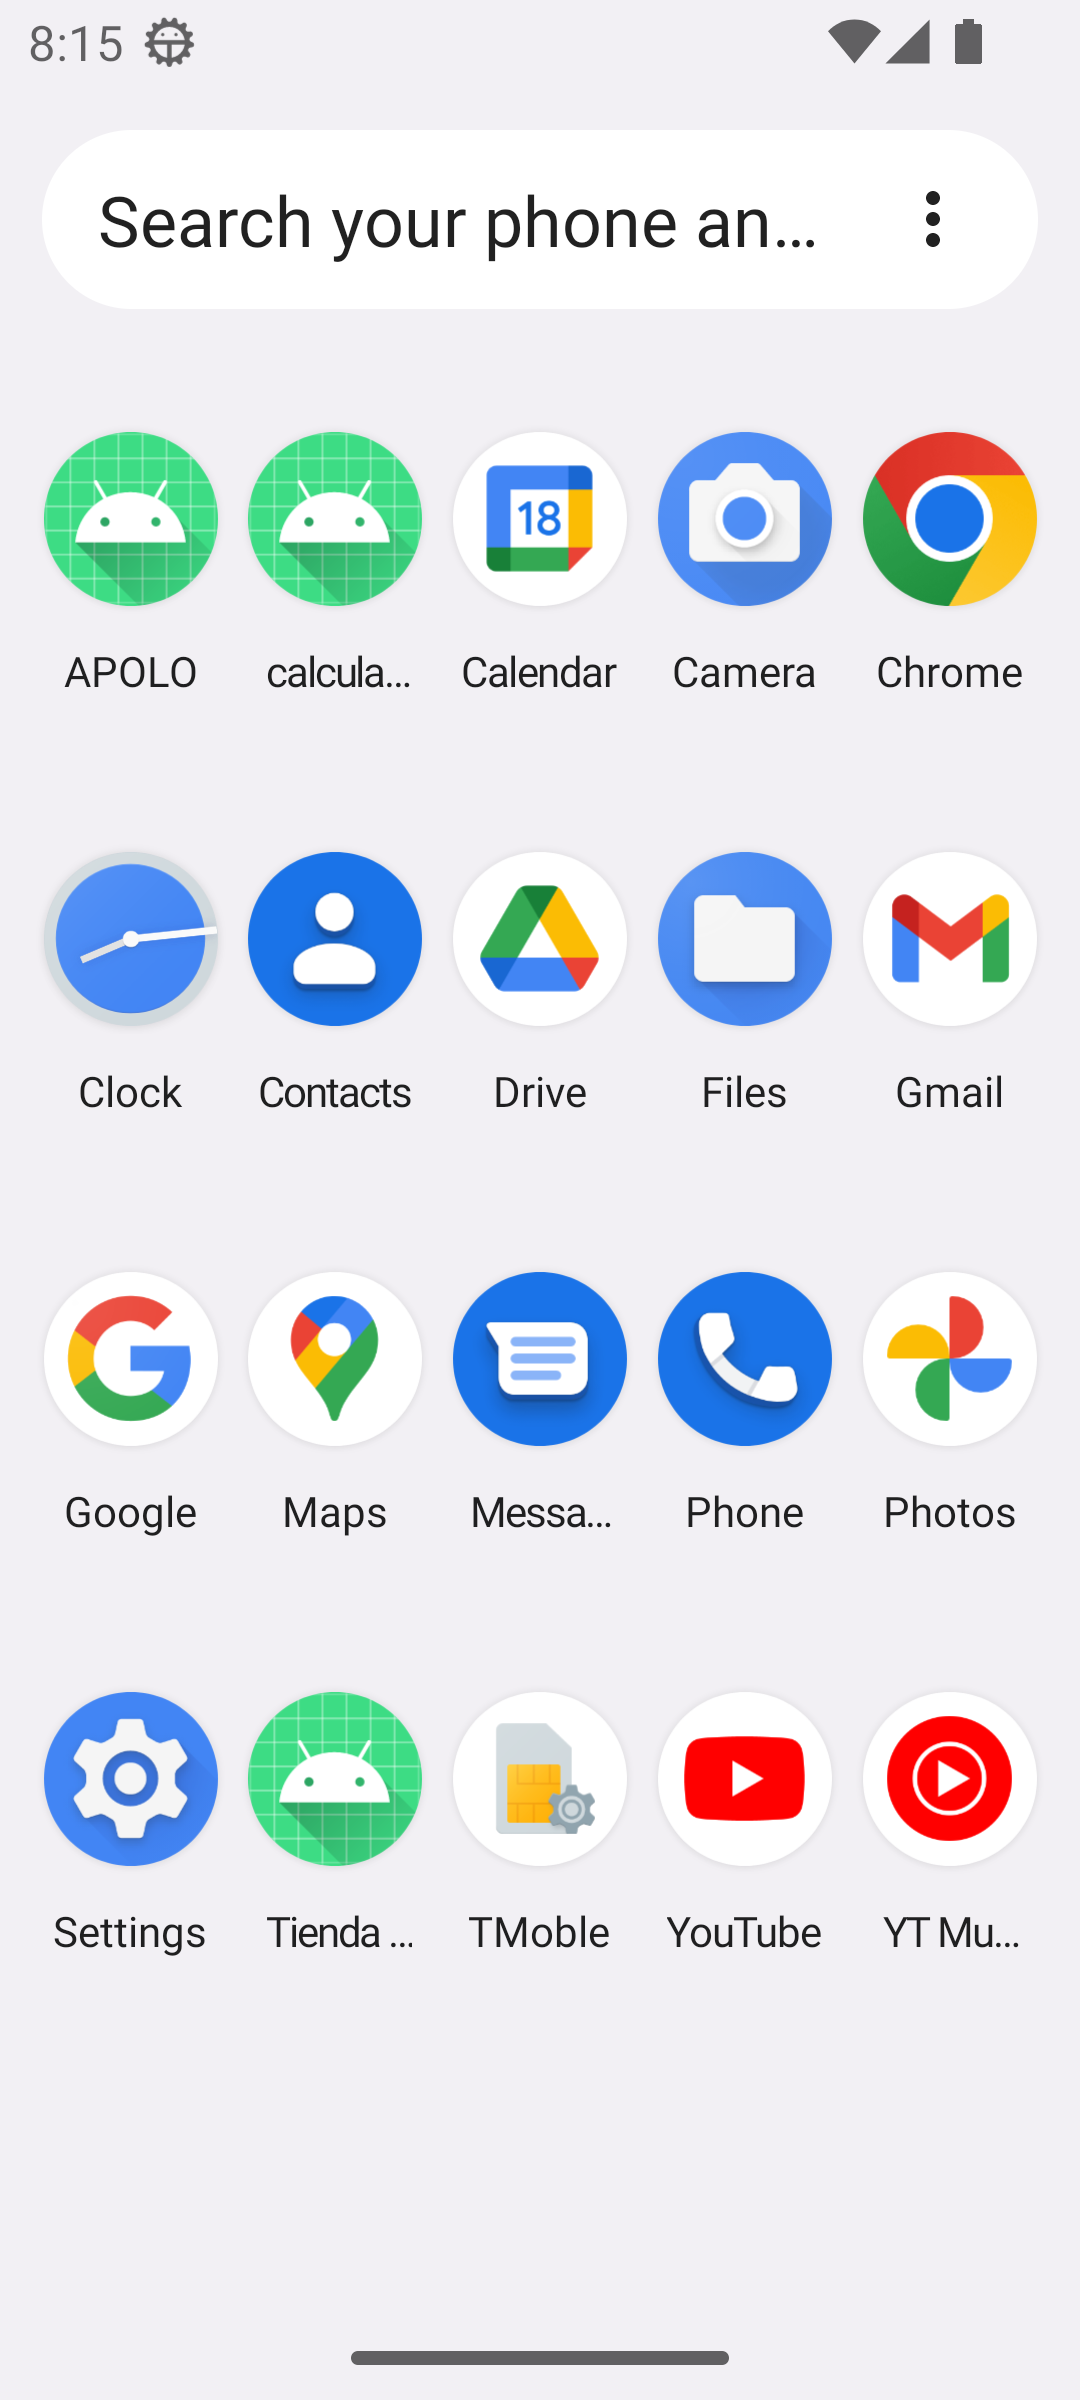 8:15
Search your phone an...
18
APOLO calcula... Calendar Camera Chrome
Clock Contacts Drive Files Gmail
Google Maps Messa... Phone Photos
Settings Tienda ... TMoble YouTube YT Mu...